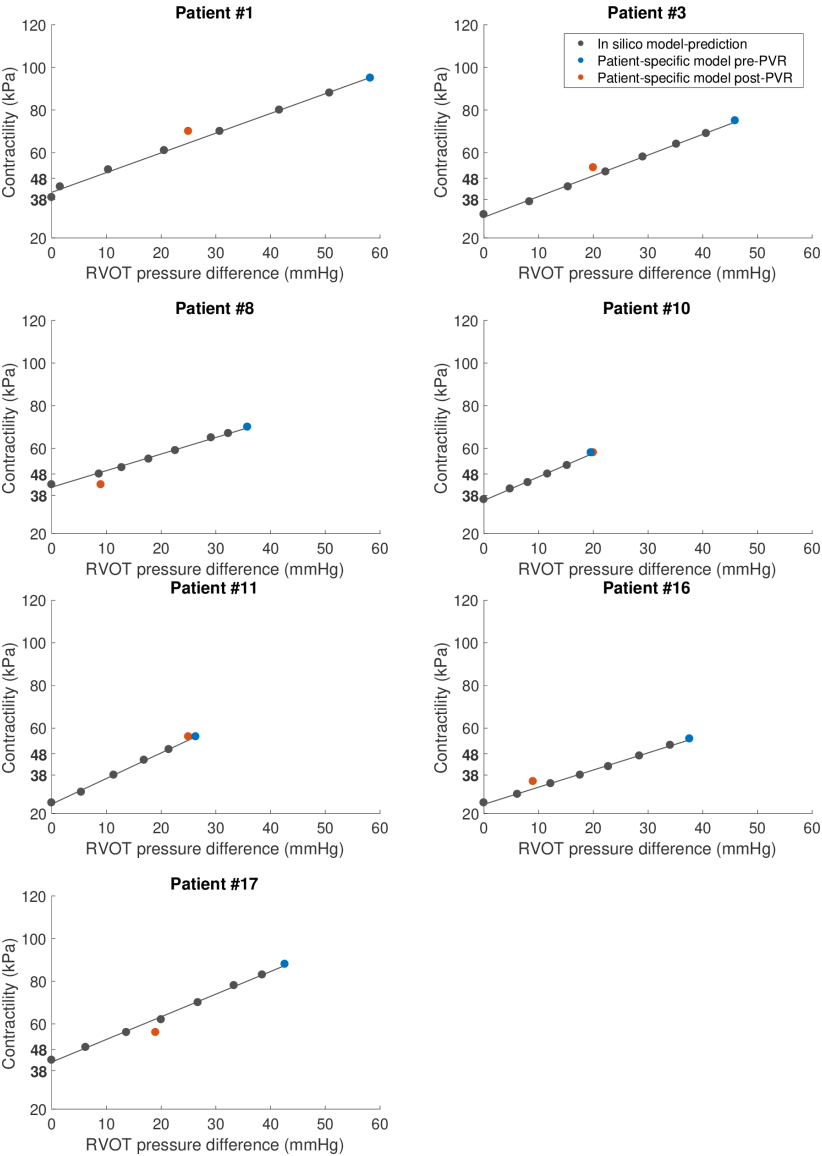 Patient #1
120
100
80
60
48
38
20
Contractility (kPa)
0 10 20 30 40 50 60
RVOT pressure difference (mmHg)
Patient #3
In silico model-prediction
Patient-specific model pre-PVR
Patient-specific model post-PVR
120
100
80
60
48
38
20
Contractility (kPa)
0 10 20 30 40 50 60
RVOT pressure difference (mmHg)
Patient #8
120
100
80
60
48
38
20
Contractility (kPa)
0 10 20 30 40 50 60
RVOT pressure difference (mmHg)
Patient #10
120
100
80
60
48
38
20
Contractility (kPa)
0 10 20 30 40 50 60
RVOT pressure difference (mmHg)
Patient #11
120
100
80
60
48
38
20
Contractility (kPa)
0 10 20 30 40 50 60
RVOT pressure difference (mmHg)
Patient #16
120
100
80
60
48
38
20
Contractility (kPa)
0 10 20 30 40 50 60
RVOT pressure difference (mmHg)
Patient #17
120
100
80
60
48
38
20
Contractility (kPa)
0 10 20 30 40 50 60
RVOT pressure difference (mmHg)